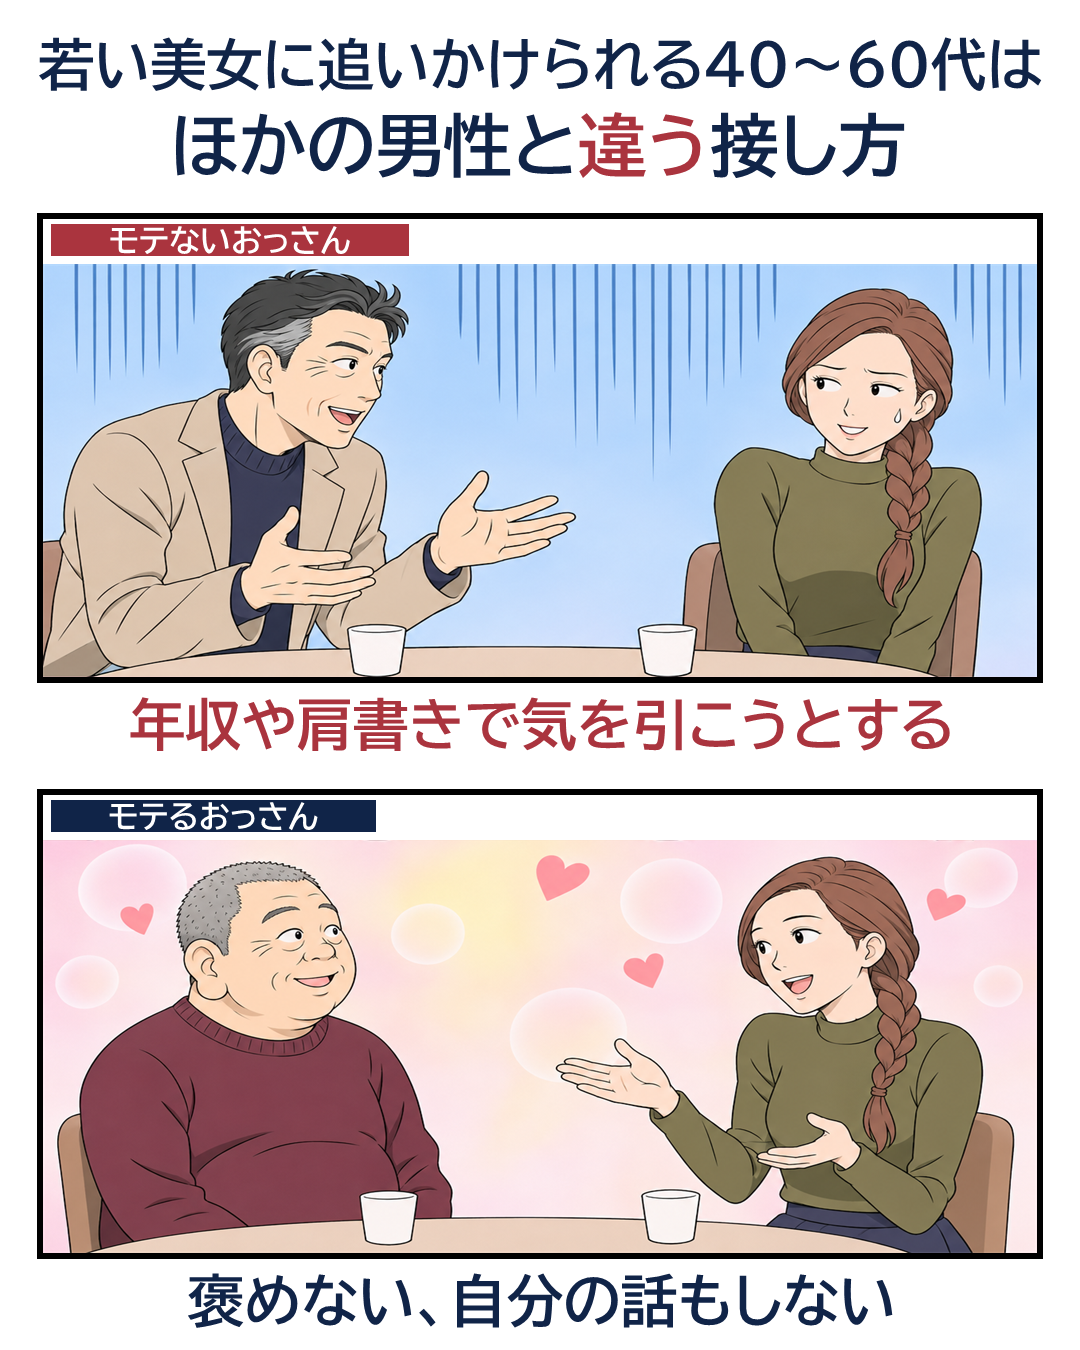 若い美女に追いかけられる40～60代は
ほかの男性と違う接し方
モテないおっさん
年収や肩書きで気を引こうとする
モテるおっさん
褒めない、自分の話もしない